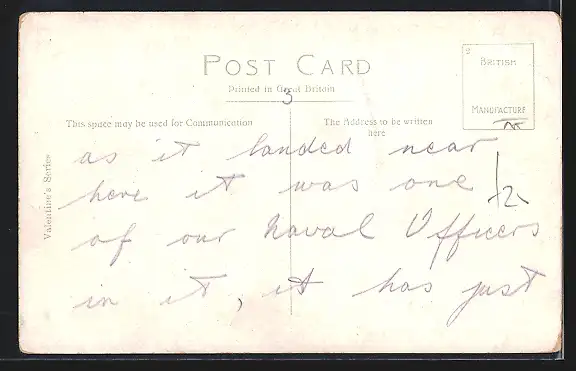 POST CARD
Printed in Great Britain
3
2
BRITISH
MANUFACTURE
This space may be used for Communication
The Address to be written here
Valentine's Series
as it landed near
here it was one
of our Naval Officers
in it, it has just